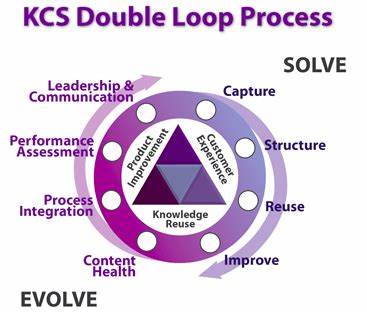 KCS Double Loop Process
SOLVE
Leadership &
Communication
Capture
Performance
Assessment
Structure
Product
Improvement
Customer
Experience
Process
Integration
Reuse
Knowledge
Reuse
Content
Health
Improve
EVOLVE